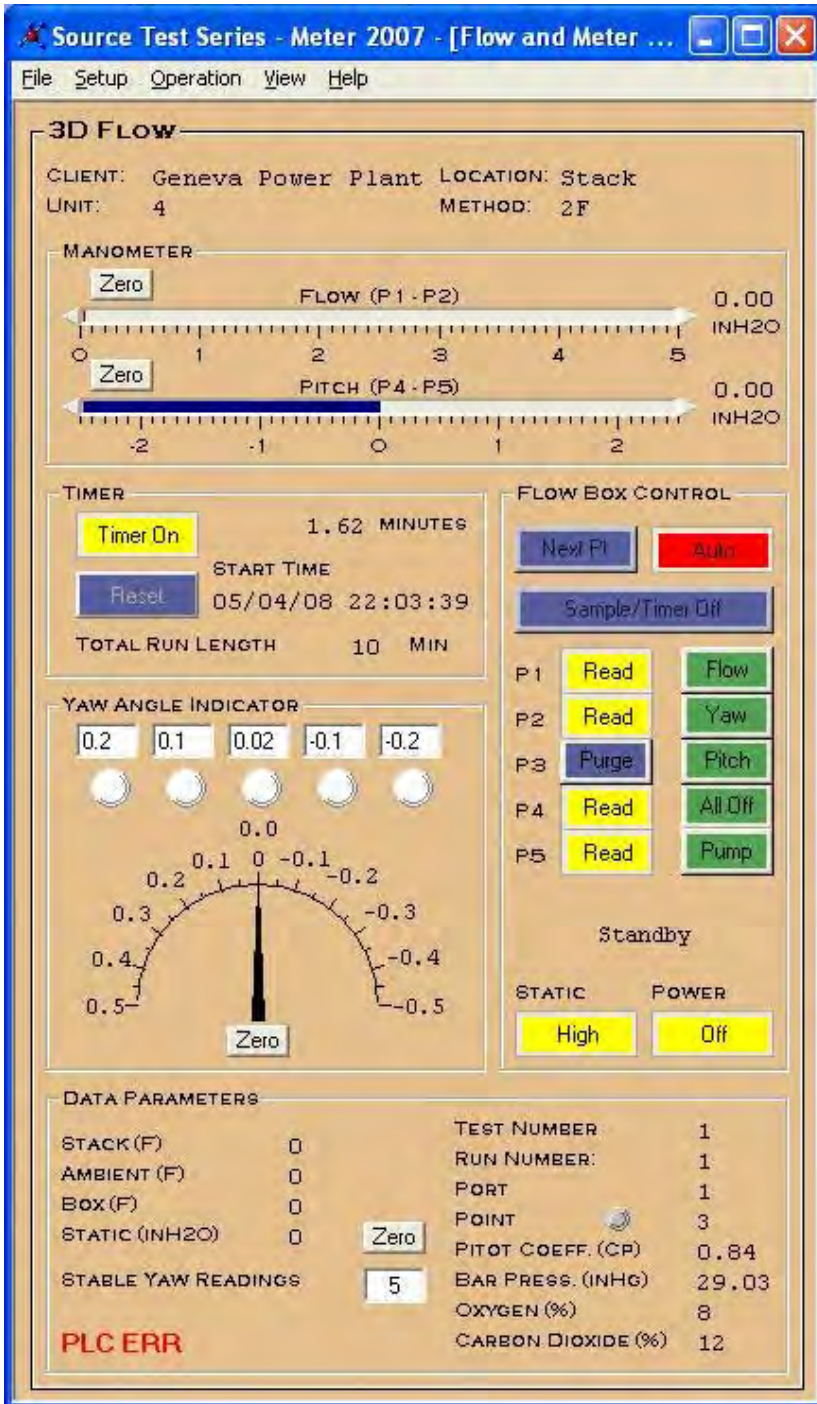 Source Test Series - Meter 2007 - [Flow and Meter ...
File Setup Operation View Help
3D FLOW
CLIENT: Geneva Power Plant LOCATION: Stack
UNIT: 4 METHOD: 2F
MANOMETER
Zero FLOW (P1 - P2) 0.00
INH2O
0 1 2 3 4 5
Zero PITCH (P4 - P5) 0.00
INH2O
-2 -1 0 1 2
TIMER
Timer On 1.62 MINUTES
START TIME
Reset 05/04/08 22:03:39
TOTAL RUN LENGTH 10 MIN
FLOW BOX CONTROL
Next Pt Auto
Sample/Timer Off
P1 Read Flow
P2 Read Yaw
P3 Purge Pitch
P4 Read All Off
P5 Read Pump
Standby
STATIC POWER
High Off
YAW ANGLE INDICATOR
0.2 0.1 0.02 -0.1 -0.2
0.0
0.1 0 -0.1
0.2 -0.2
0.3 -0.3
0.4 -0.4
0.5 -0.5
Zero
DATA PARAMETERS
STACK (F) 0
AMBIENT (F) 0
BOX (F) 0
STATIC (INH2O) 0 Zero
STABLE YAW READINGS 5
PLC ERR
TEST NUMBER 1
RUN NUMBER: 1
PORT 1
POINT 3
PITOT COEFF. (CP) 0.84
BAR PRESS. (INHG) 29.03
OXYGEN (%) 8
CARBON DIOXIDE (%) 12